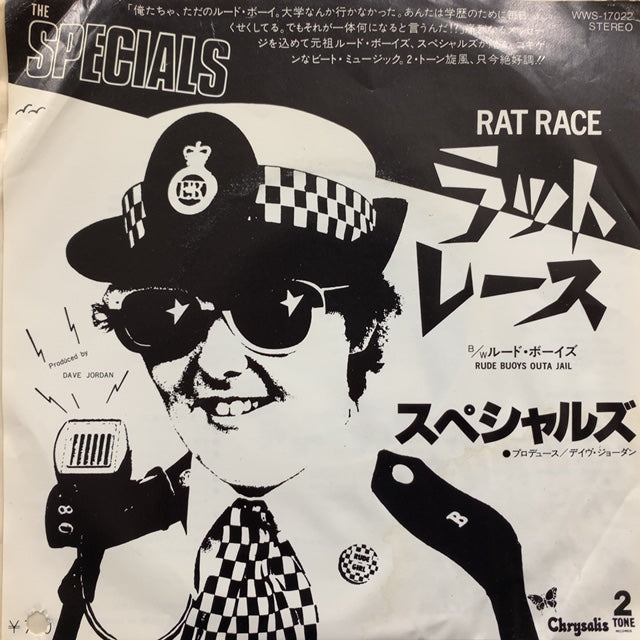 THE
SPECIALS
「俺たちゃ、ただのルード・ボーイ。大学なんか行かなかった。あんたは学歴のために毎日
くせくしてる。でもそれが一体何になると言うんだ!?
ジを込めて元祖ルード・ボーイズ、スペシャルズが
ンなビート・ミュージック。2・トーン旋風、只今絶好調!!
WWS-17022
STEREO
RAT RACE
ラット
レース
B/W ルード・ボーイズ
RUDE BUOYS OUTA JAIL
スペシャルズ
●プロデュース/デイヴ・ジョーダン
Produced by
DAVE JORDAN
ER
80
B
RUDE
GIRL
Chrysalis
2
TONE
RECORDS